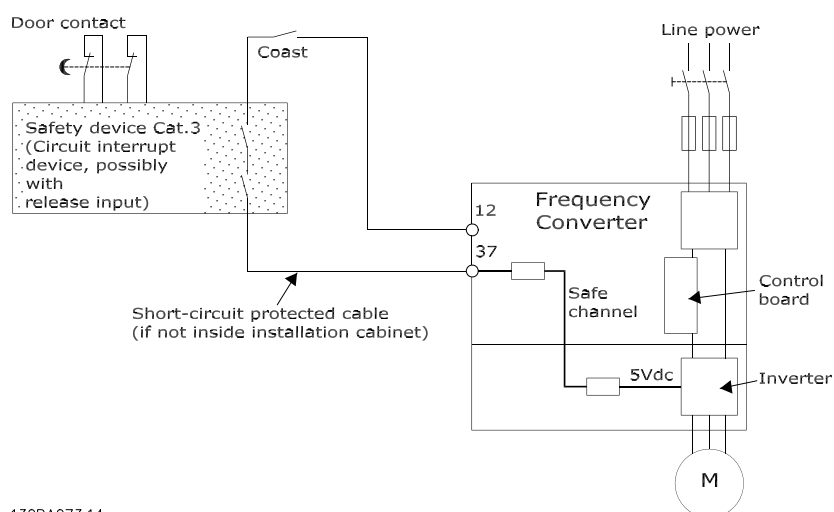 Door contact
Line power
Coast
Safety device Cat.3
(Circuit interrupt
device, possibly
with
release input)
Frequency
Converter
12
37
Safe
channel
Control
board
Short-circuit protected cable
(if not inside installation cabinet)
5Vdc
Inverter
M